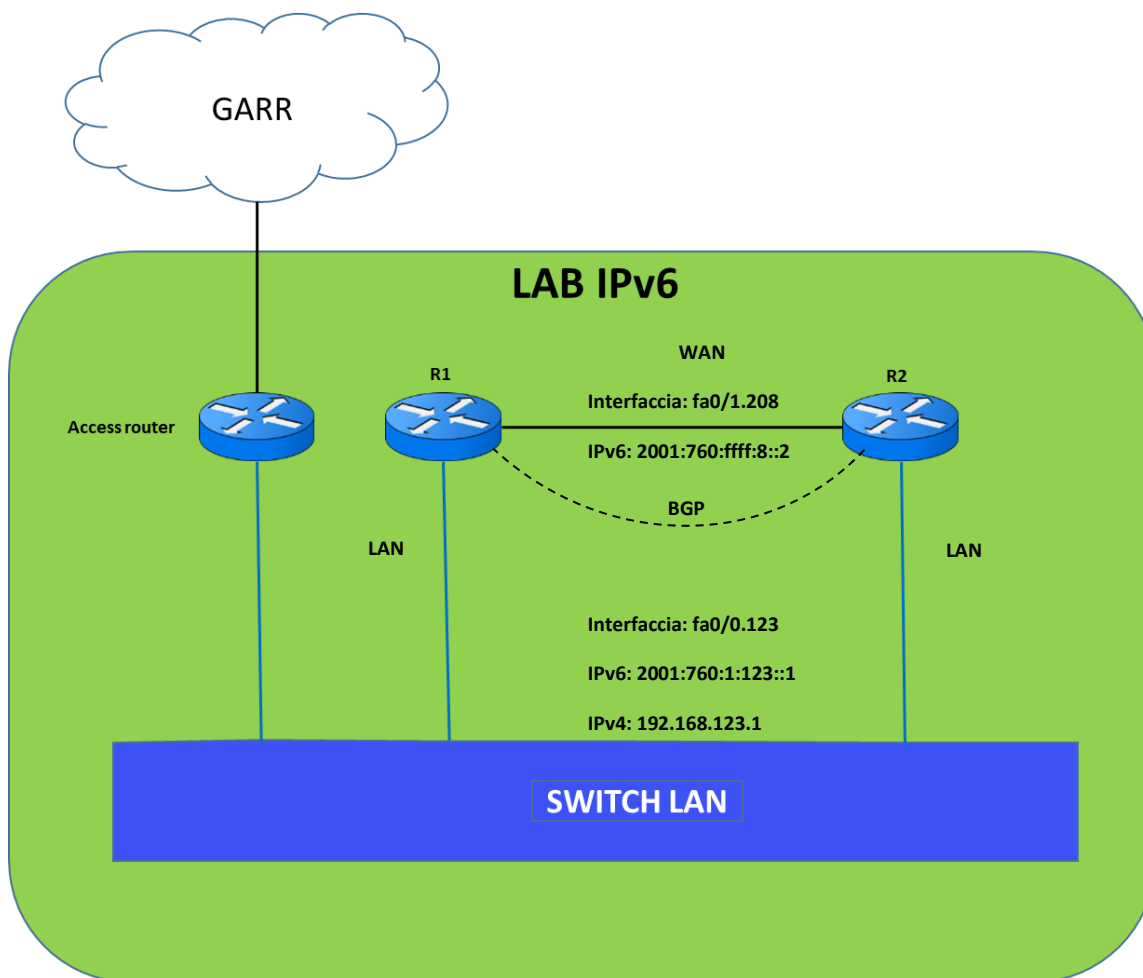 GARR
LAB IPv6
WAN
R1
R2
Interfaccia: fa0/1.208
Access router
IPv6: 2001:760:ffff:8::2
BGP
LAN
LAN
Interfaccia: fa0/0.123
IPv6: 2001:760:1:123::1
IPv4: 192.168.123.1
SWITCH LAN